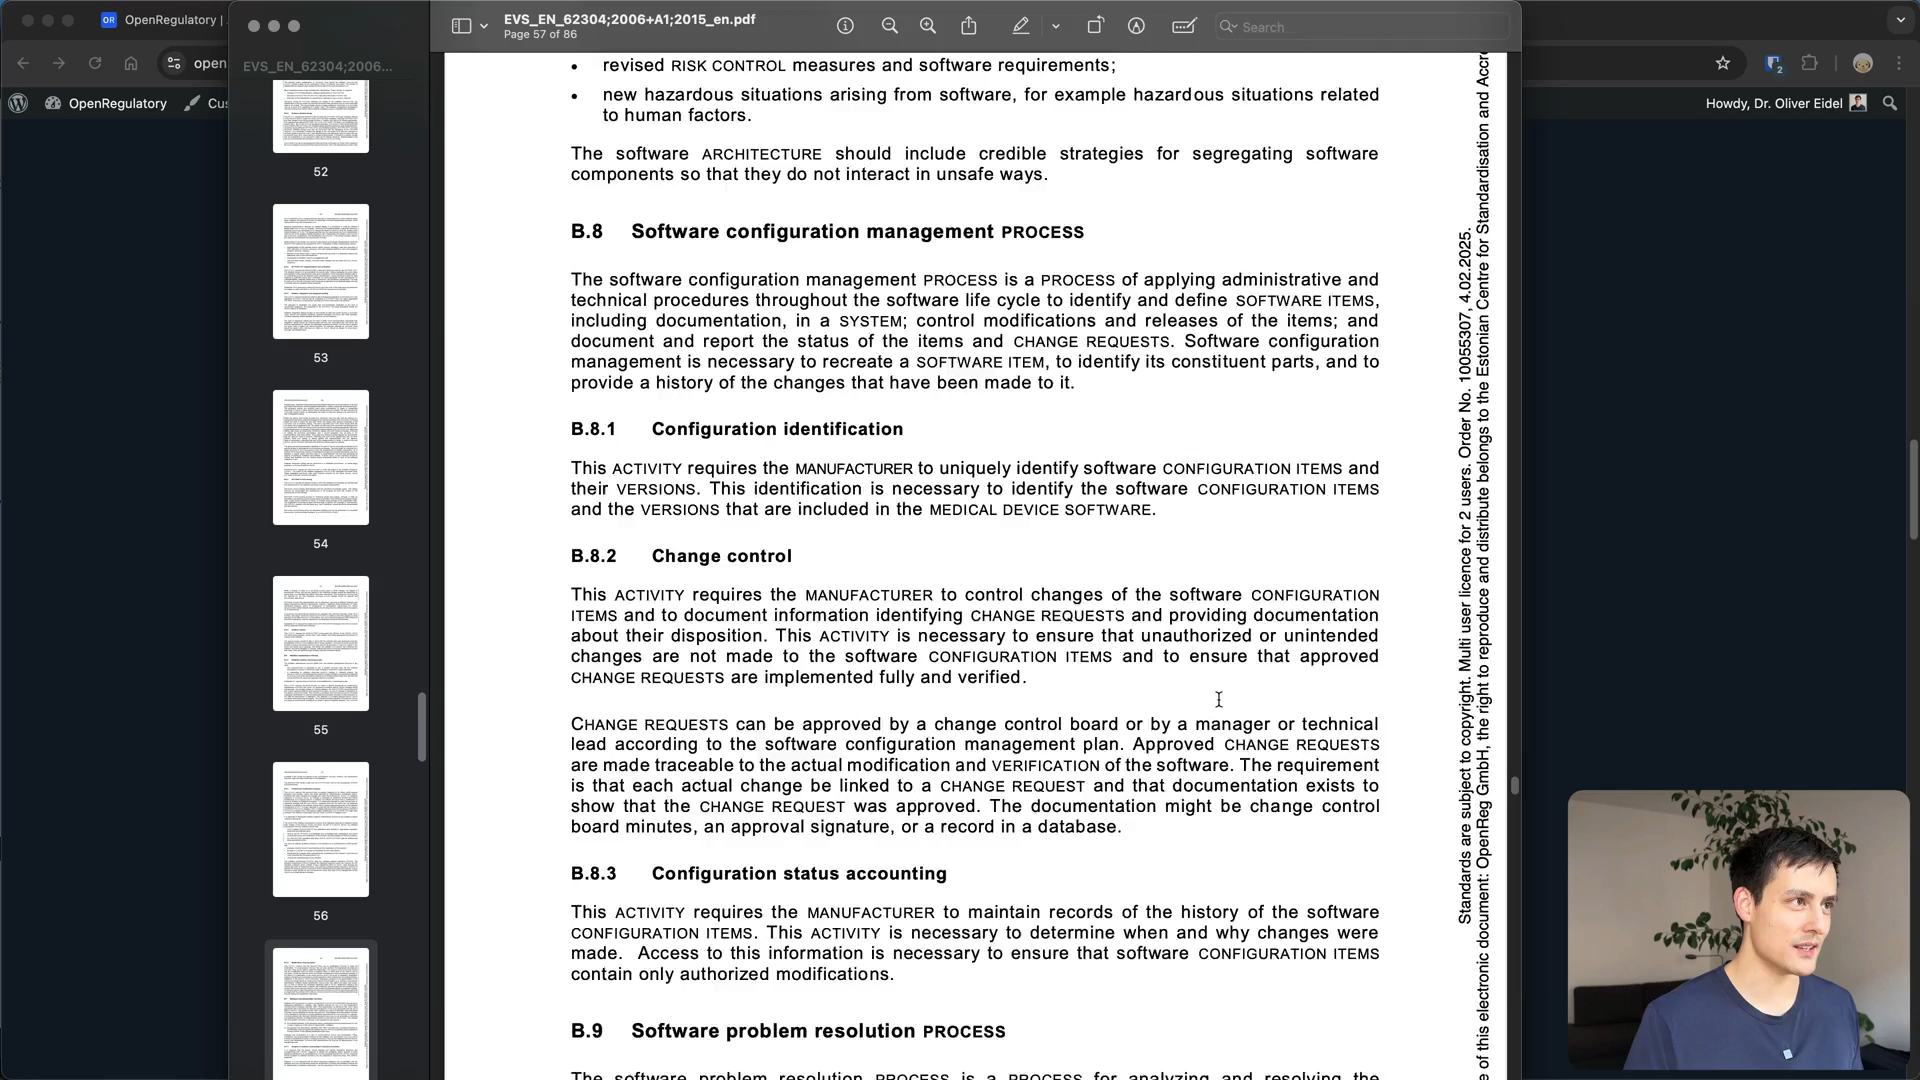 OpenRegulatory | .
open
OpenRegulatory
Cus
Howdy, Dr. Oliver Eidel
2
EVS_EN_62304;2006+A1;2015_en.pdf
Page 57 of 86
Search
EVS_EN_62304;2006...
52
53
54
55
56
• revised RISK CONTROL measures and software requirements;
• new hazardous situations arising from software, for example hazardous situations related
to human factors.
The software ARCHITECTURE should include credible strategies for segregating software
components so that they do not interact in unsafe ways.
B.8 Software configuration management PROCESS
The software configuration management PROCESS is a PROCESS of applying administrative and
technical procedures throughout the software life cycle to identify and define SOFTWARE ITEMS,
including documentation, in a SYSTEM; control modifications and releases of the items; and
document and report the status of the items and CHANGE REQUESTS. Software configuration
management is necessary to recreate a SOFTWARE ITEM, to identify its constituent parts, and to
provide a history of the changes that have been made to it.
B.8.1 Configuration identification
This ACTIVITY requires the MANUFACTURER to uniquely identify software CONFIGURATION ITEMS and
their VERSIONS. This identification is necessary to identify the software CONFIGURATION ITEMS
and the VERSIONS that are included in the MEDICAL DEVICE SOFTWARE.
B.8.2 Change control
This ACTIVITY requires the MANUFACTURER to control changes of the software CONFIGURATION
ITEMS and to document information identifying CHANGE REQUESTS and providing documentation
about their disposition. This ACTIVITY is necessary to ensure that unauthorized or unintended
changes are not made to the software CONFIGURATION ITEMS and to ensure that approved
CHANGE REQUESTS are implemented fully and verified.
CHANGE REQUESTS can be approved by a change control board or by a manager or technical
lead according to the software configuration management plan. Approved CHANGE REQUESTS
are made traceable to the actual modification and VERIFICATION of the software. The requirement
is that each actual change be linked to a CHANGE REQUEST and that documentation exists to
show that the CHANGE REQUEST was approved. The documentation might be change control
board minutes, an approval signature, or a record in a database.
B.8.3 Configuration status accounting
This ACTIVITY requires the MANUFACTURER to maintain records of the history of the software
CONFIGURATION ITEMS. This ACTIVITY is necessary to determine when and why changes were
made. Access to this information is necessary to ensure that software CONFIGURATION ITEMS
contain only authorized modifications.
B.9 Software problem resolution PROCESS
The software problem resolution PROCESS is a PROCESS for analyzing and resolving the
Standards are subject to copyright. Multi user licence for 2 users. Order No. 10055307, 4.02.2025.
e of this electronic document: OpenReg GmbH, the right to reproduce and distribute belongs to the Estonian Centre for Standardisation and Accre